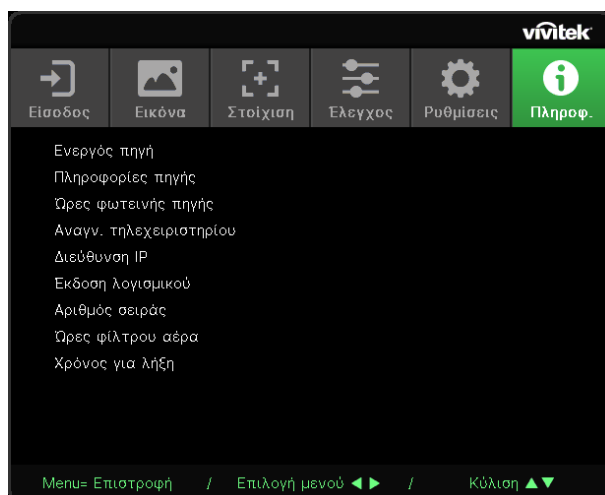 vivitek
Είσοδος Εικόνα Στοίχιση Έλεγχος Ρυθμίσεις Πληροφ.
Ενεργός πηγή
Πληροφορίες πηγής
Ώρες φωτεινής πηγής
Αναγν. τηλεχειριστηρίου
Διεύθυνση IP
Έκδοση λογισμικού
Αριθμός σειράς
Ώρες φίλτρου αέρα
Χρόνος για λήξη
Menu= Επιστροφή / Επιλογή μενού ◀ ▶ / Κύλιση ▲▼